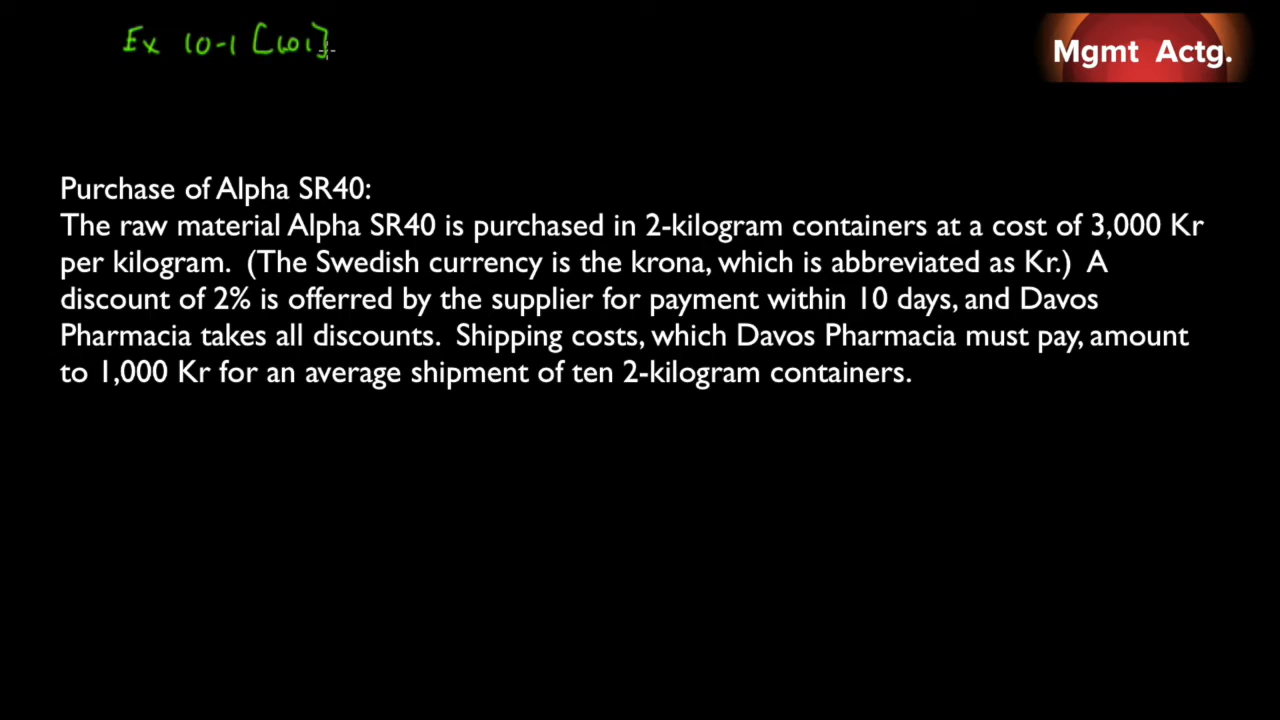 Ex 10-1 [LO1]
Mgmt Actg.
Purchase of Alpha SR40:
The raw material Alpha SR40 is purchased in 2-kilogram containers at a cost of 3,000 Kr
per kilogram. (The Swedish currency is the krona, which is abbreviated as Kr.) A
discount of 2% is offerred by the supplier for payment within 10 days, and Davos
Pharmacia takes all discounts. Shipping costs, which Davos Pharmacia must pay, amount
to 1,000 Kr for an average shipment of ten 2-kilogram containers.